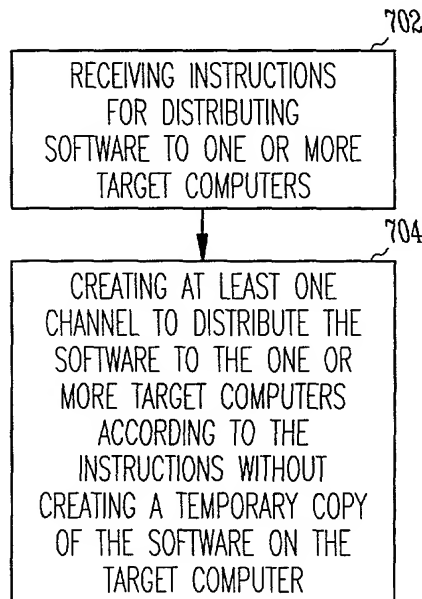 702
RECEIVING INSTRUCTIONS
FOR DISTRIBUTING
SOFTWARE TO ONE OR MORE
TARGET COMPUTERS
704
CREATING AT LEAST ONE
CHANNEL TO DISTRIBUTE THE
SOFTWARE TO THE ONE OR
MORE TARGET COMPUTERS
ACCORDING TO THE
INSTRUCTIONS WITHOUT
CREATING A TEMPORARY COPY
OF THE SOFTWARE ON THE
TARGET COMPUTER